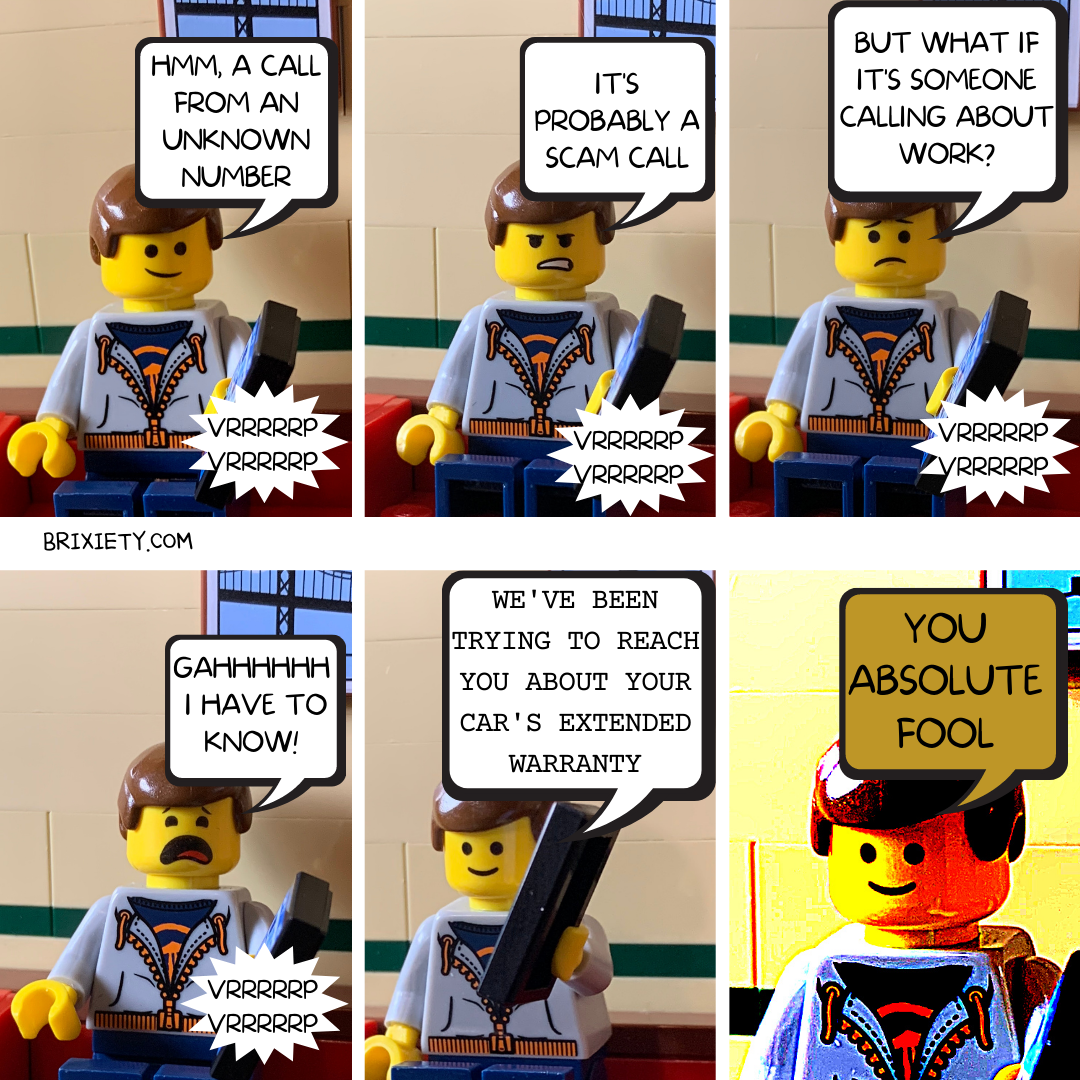 HMM, A CALL
FROM AN
UNKNOWN
NUMBER
VRRRRRP
VRRRRRP
IT'S
PROBABLY A
SCAM CALL
VRRRRRP
VRRRRRP
BUT WHAT IF
IT'S SOMEONE
CALLING ABOUT
WORK?
VRRRRRP
VRRRRRP
BRIXIETY.COM
GAHHHHHH
I HAVE TO
KNOW!
VRRRRRP
VRRRRRP
WE'VE BEEN
TRYING TO REACH
YOU ABOUT YOUR
CAR'S EXTENDED
WARRANTY
YOU
ABSOLUTE
FOOL